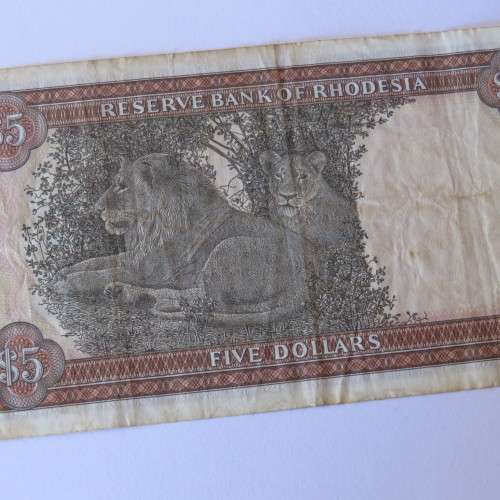 $5
RESERVE BANK OF RHODESIA
$5
FIVE DOLLARS